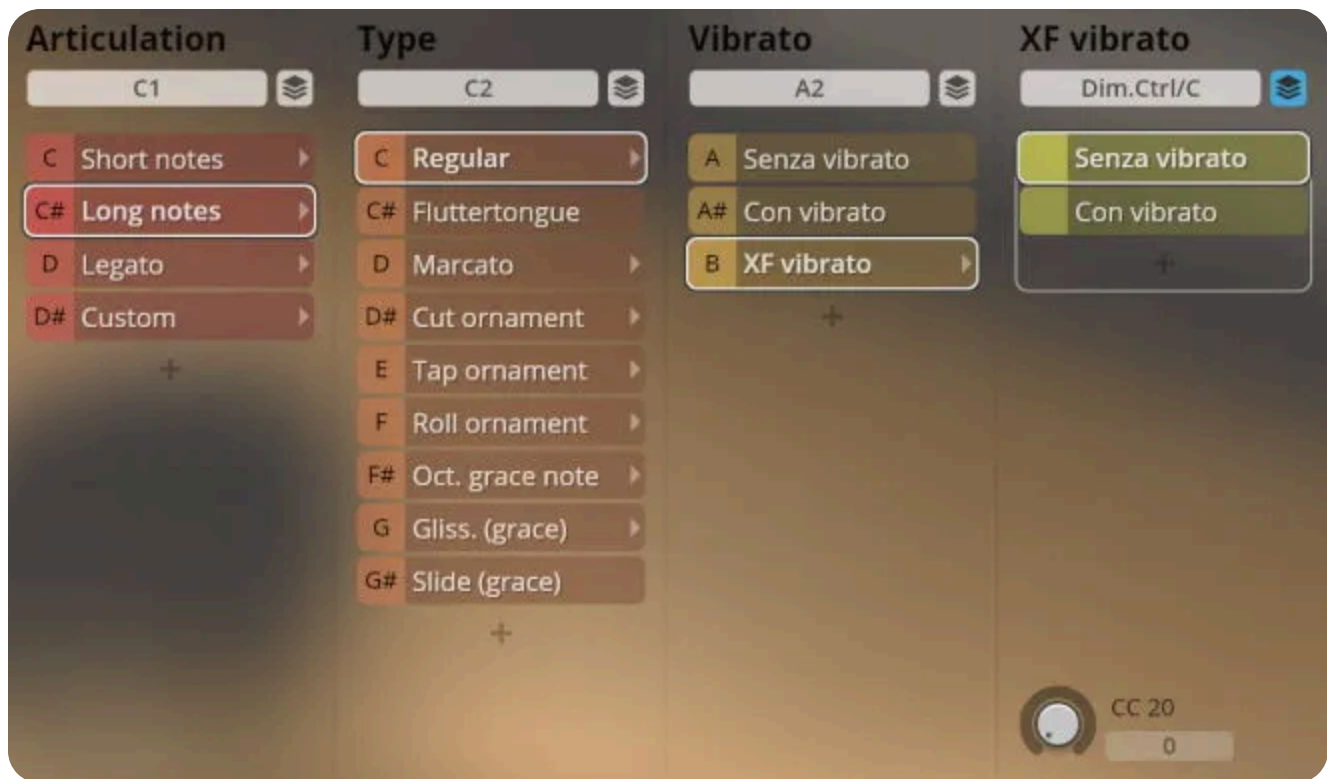 Articulation
C1
C Short notes
C# Long notes
D Legato
D# Custom
+
Type
C2
C Regular
C# Fluttertongue
D Marcato
D# Cut ornament
E Tap ornament
F Roll ornament
F# Oct. grace note
G Gliss. (grace)
G# Slide (grace)
+
Vibrato
A2
A Senza vibrato
A# Con vibrato
B XF vibrato
+
XF vibrato
Dim.Ctrl/C
Senza vibrato
Con vibrato
+
CC 20
0